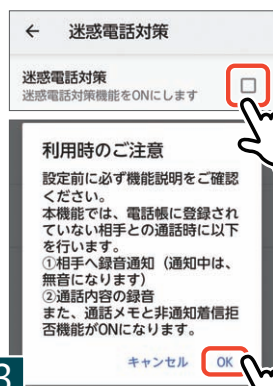 ← 迷惑電話対策
迷惑電話対策
迷惑電話対策機能をONにします
利用時のご注意
設定前に必ず機能説明をご確認
ください。
本機能では、電話帳に登録され
ていない相手との通話時に以下
を行います。
①相手へ録音通知（通知中は、
無音になります）
②通話内容の録音
また、通話メモと非通知着信拒
否機能がONになります。
キャンセル OK
3